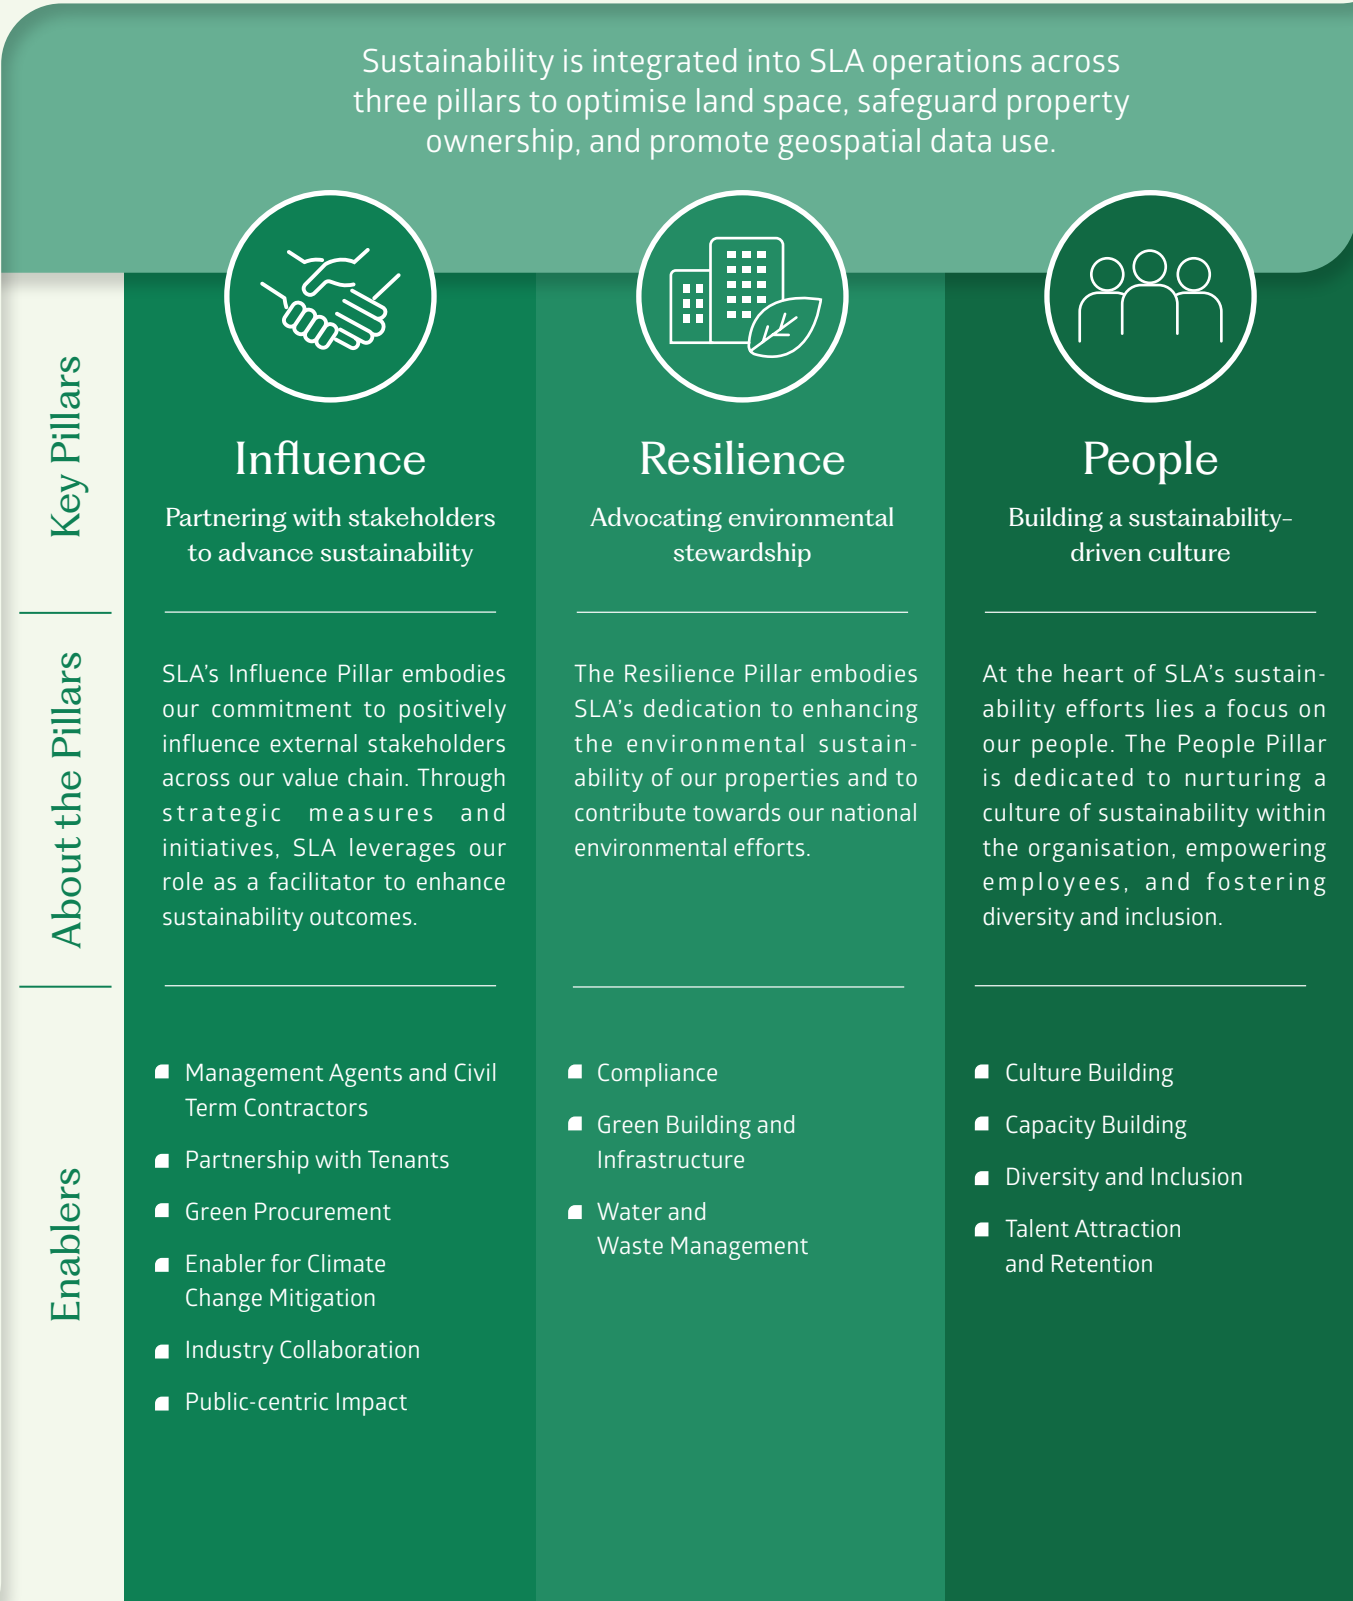 Sustainability is integrated into SLA operations across
three pillars to optimise land space, safeguard property
ownership, and promote geospatial data use.
Key Pillars
Influence
Partnering with stakeholders
to advance sustainability
Resilience
Advocating environmental
stewardship
People
Building a sustainability-
driven culture
About the Pillars
SLA's Influence Pillar embodies
our commitment to positively
influence external stakeholders
across our value chain. Through
strategic measures and
initiatives, SLA leverages our
role as a facilitator to enhance
sustainability outcomes.
The Resilience Pillar embodies
SLA's dedication to enhancing
the environmental sustain-
ability of our properties and to
contribute towards our national
environmental efforts.
At the heart of SLA's sustain-
ability efforts lies a focus on
our people. The People Pillar
is dedicated to nurturing a
culture of sustainability within
the organisation, empowering
employees, and fostering
diversity and inclusion.
Enablers
Management Agents and Civil
Term Contractors
Partnership with Tenants
Green Procurement
Enabler for Climate
Change Mitigation
Industry Collaboration
Public-centric Impact
Compliance
Green Building and
Infrastructure
Water and
Waste Management
Culture Building
Capacity Building
Diversity and Inclusion
Talent Attraction
and Retention